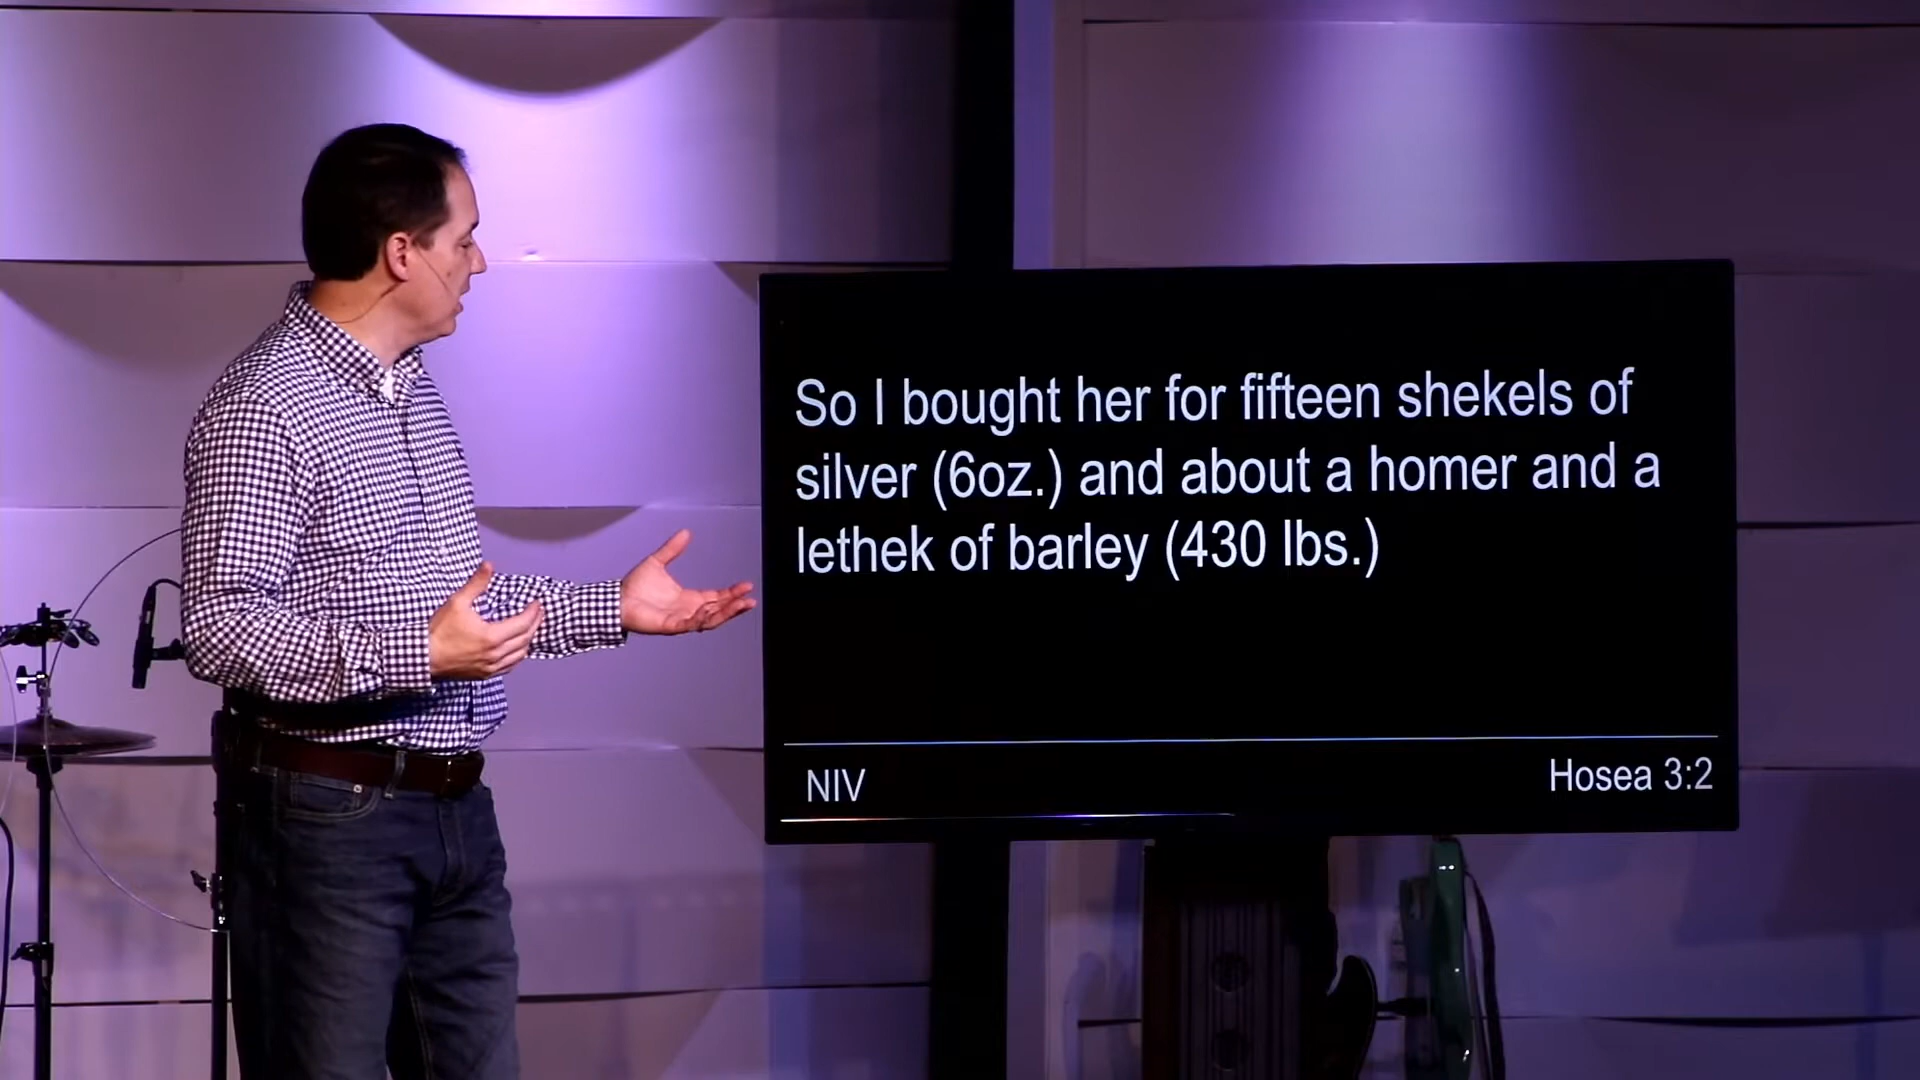 So I bought her for fifteen shekels of
silver (6oz.) and about a homer and a
lethek of barley (430 lbs.)
NIV
Hosea 3:2